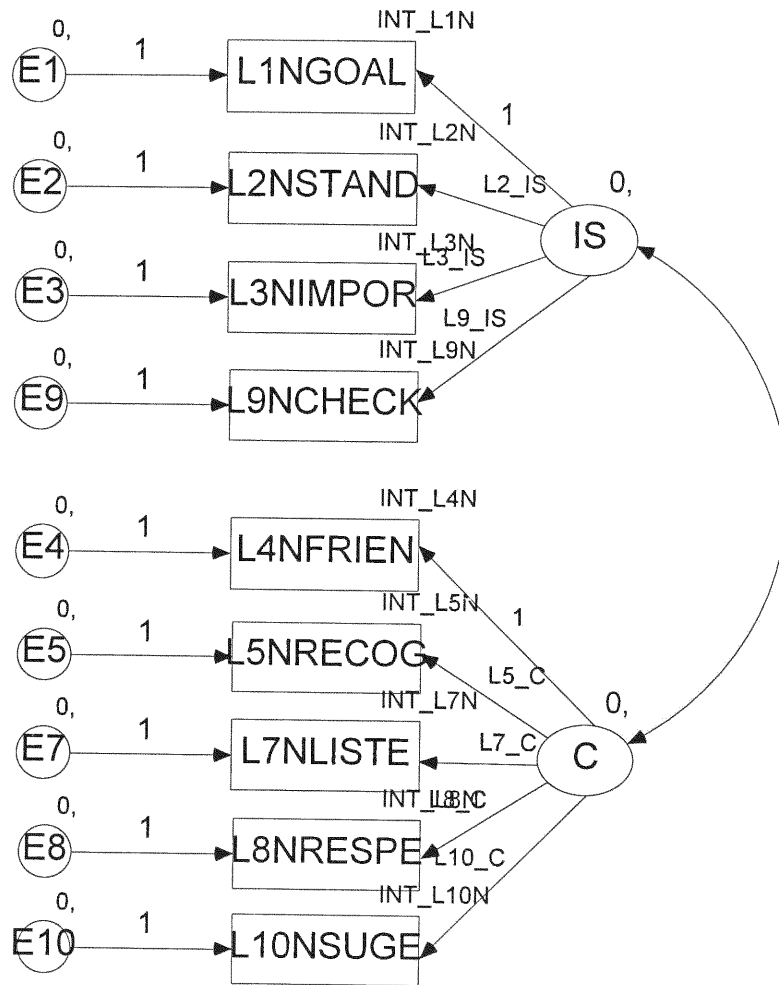 INT_L1N
0,
E1
1
L1NGOAL
1
INT_L2N
0,
E2
1
L2NSTAND
L2_IS
0,
IS
INT_L3N
L3_IS
0,
E3
1
L3NIMPOR
L9_IS
INT_L9N
0,
E9
1
L9NCHECK
INT_L4N
0,
E4
1
L4NFRIEN
1
INT_L5N
0,
E5
1
L5NRECOG
L5_C
0,
INT_L7N
0,
E7
1
L7NLISTE
L7_C
C
INT_L8N
L8_C
0,
E8
1
L8NRESPE
L10_C
INT_L10N
0,
E10
1
L10NSUGE